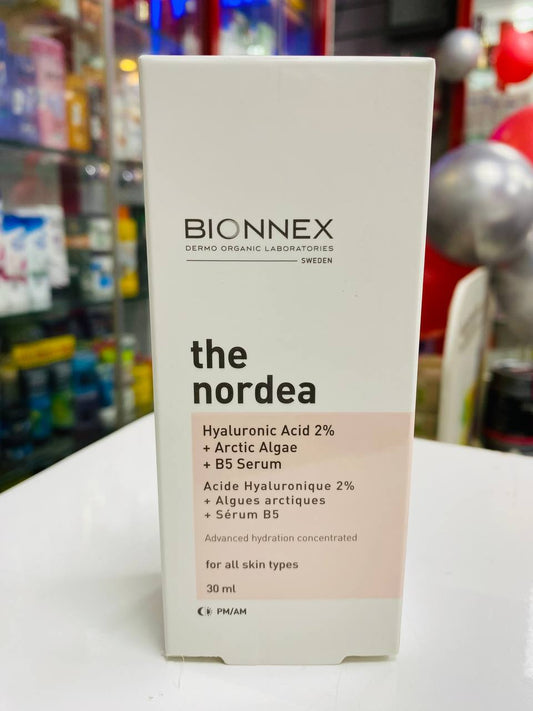 BIONNEX
DERMO ORGANIC LABORATORIES
SWEDEN
the
nordea
Hyaluronic Acid 2%
+ Arctic Algae
+ B5 Serum
Acide Hyaluronique 2%
+ Algues arctiques
+ Sérum B5
Advanced hydration concentrated
for all skin types
30 ml
PM/AM